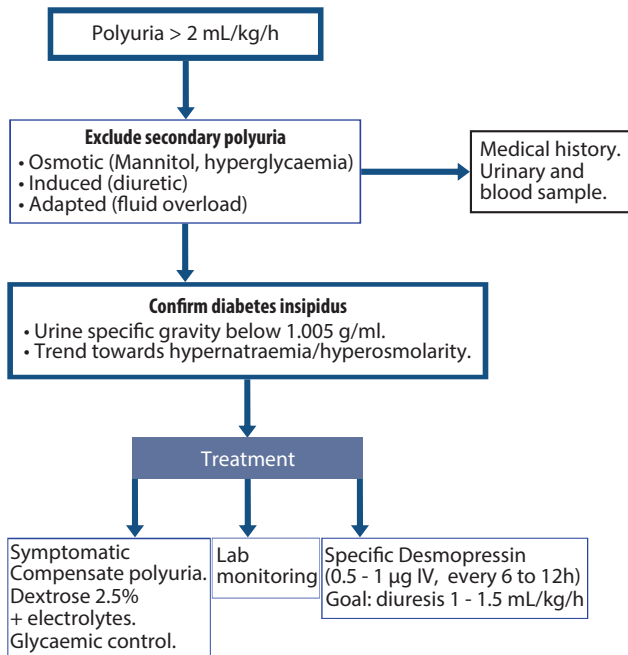 Polyuria > 2 mL/kg/h
Exclude secondary polyuria
• Osmotic (Mannitol, hyperglycaemia)
• Induced (diuretic)
• Adapted (fluid overload)
Medical history.
Urinary and
blood sample.
Confirm diabetes insipidus
• Urine specific gravity below 1.005 g/ml.
• Trend towards hypernatraemia/hyperosmolarity.
Treatment
Symptomatic
Compensate polyuria.
Dextrose 2.5%
+ electrolytes.
Glycaemic control.
Lab
monitoring
Specific Desmopressin
(0.5 - 1 µg IV, every 6 to 12h)
Goal: diuresis 1 - 1.5 mL/kg/h